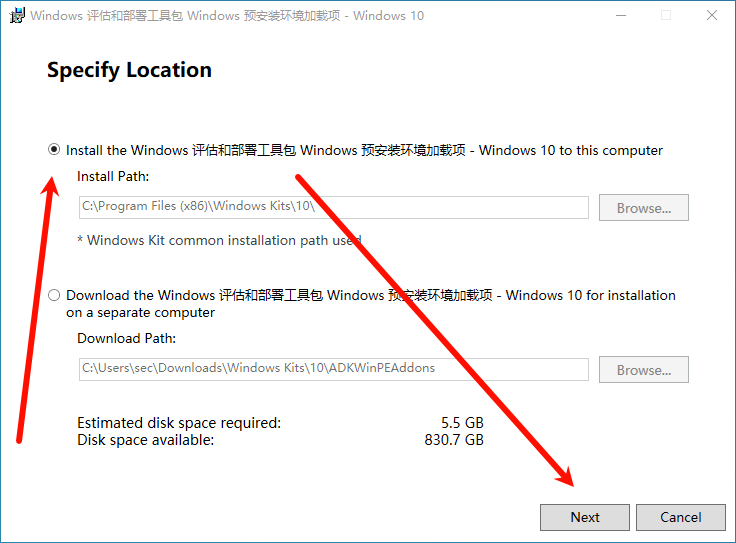 Windows 评估和部署工具包 Windows 预安装环境加载项 - Windows 10
Specify Location
Install the Windows 评估和部署工具包 Windows 预安装环境加载项 - Windows 10 to this computer
Install Path:
C:\Program Files (x86)\Windows Kits\10\
Browse...
* Windows Kit common installation path used
Download the Windows 评估和部署工具包 Windows 预安装环境加载项 - Windows 10 for installation
on a separate computer
Download Path:
C:\Users\sec\Downloads\Windows Kits\10\ADKWinPEAddons
Browse...
Estimated disk space required: 5.5 GB
Disk space available: 830.7 GB
Next Cancel